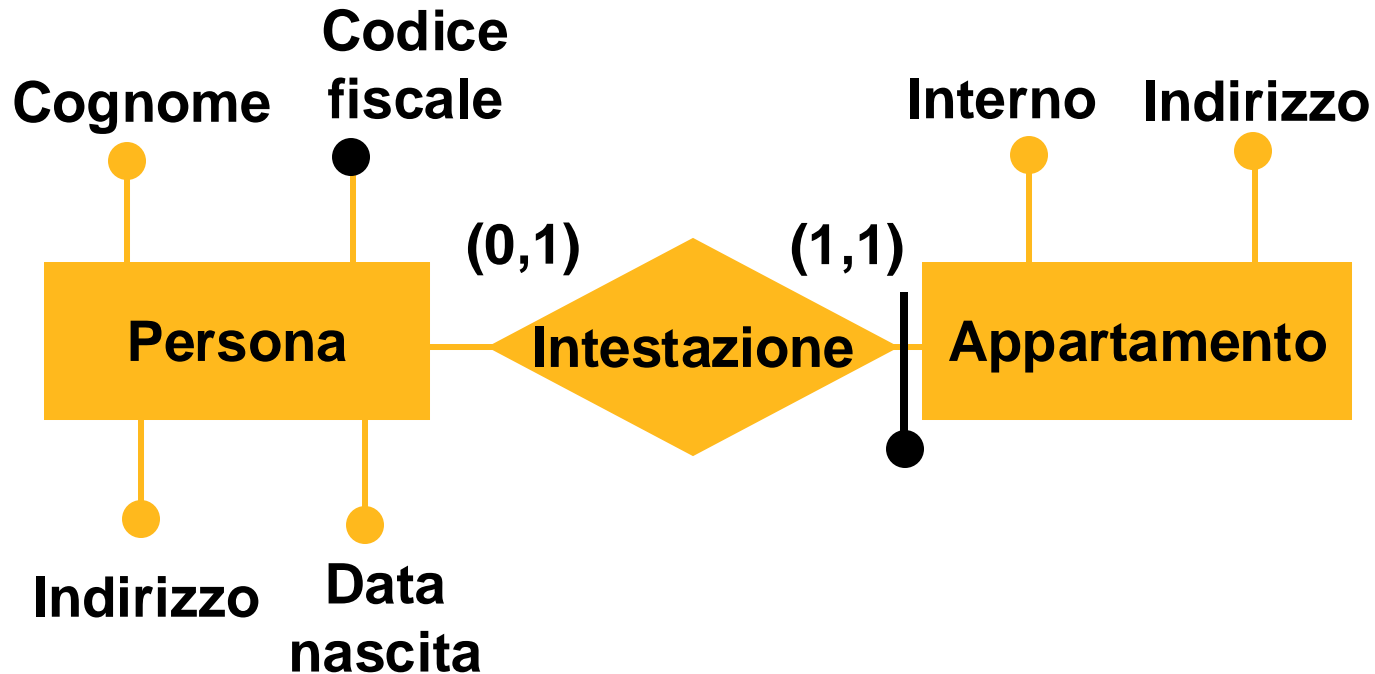 Codice
fiscale
Cognome
Interno
Indirizzo
(0,1)
(1,1)
Persona
Intestazione
Appartamento
Indirizzo
Data
nascita